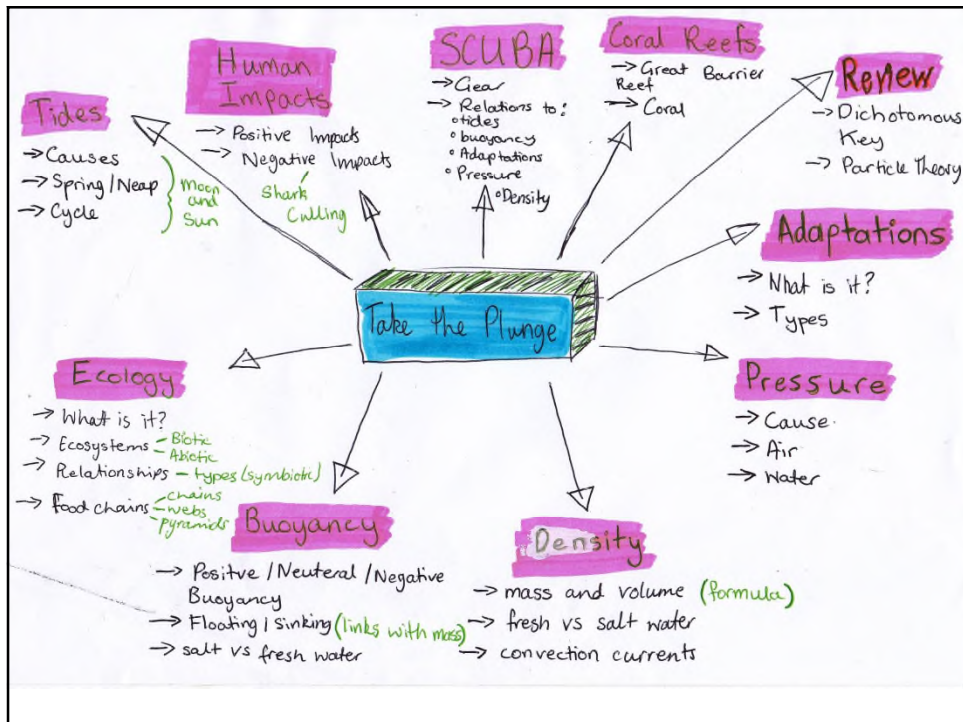 Tides
→ Causes
→ Spring/Neap
→ Cycle
Moon
and
Sun
Human
Impacts
→ Positive Impacts
→ Negative Impacts
Shark
Culling
SCUBA
→ Gear
→ Relations to:
° tides
° buoyancy
° Adaptations
° Pressure
° Density
Coral Reefs
→ Great Barrier
Reef
→ Coral
Review
→ Dichotomous
Key
→ Particle Theory
Adaptations
→ What is it?
→ Types
Take the Plunge
Pressure
→ Cause
→ Air
→ Water
Ecology
→ What is it?
→ Ecosystems - Biotic
- Abiotic
→ Relationships - types (symbiotic)
→ Food chains - chains
- webs
- pyramids
Buoyancy
→ Positve / Neuteral / Negative
Buoyancy
→ Floating / Sinking (links with mass)
→ salt vs fresh water
Density
→ mass and volume (formula)
→ fresh vs salt water
→ convection currents